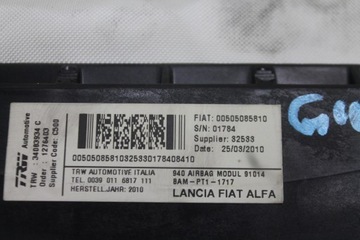 TRW Automotive
TRW : 34083934 C
Order : 1778403
Supplier Code: C500
FIAT: 00505085810
S/N: 01784
Supplier: 32533
Date: 25/03/2010
00505085810325330178408410
TRW AUTOMOTIVE ITALIA
TEL. 0039 011 6817 111
HERSTELLJAHR: 2010
940 AIRBAG MODUL 91014
BAM-PT1-1717
LANCIA FIAT ALFA